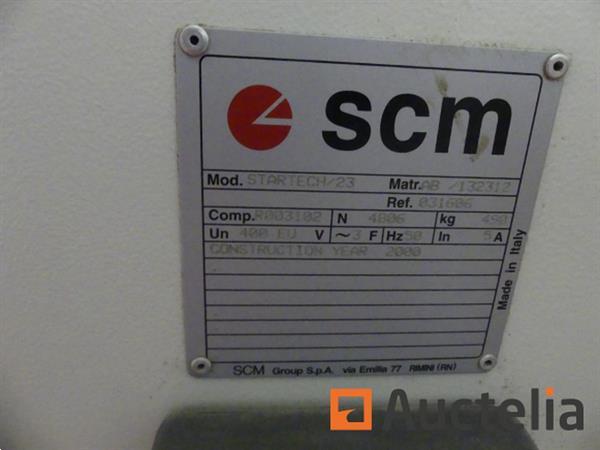 scm
Mod. STARTECH/23 Matr. AB /132312
Ref. 031606
Comp. R003102 N 4806 kg 490
Un 400 EU V ~3 F Hz 50 In 5 A
CONSTRUCTION YEAR 2000
Made in Italy
SCM Group S.p.A. via Emilia 77 RIMINI (RN)
Auctelia